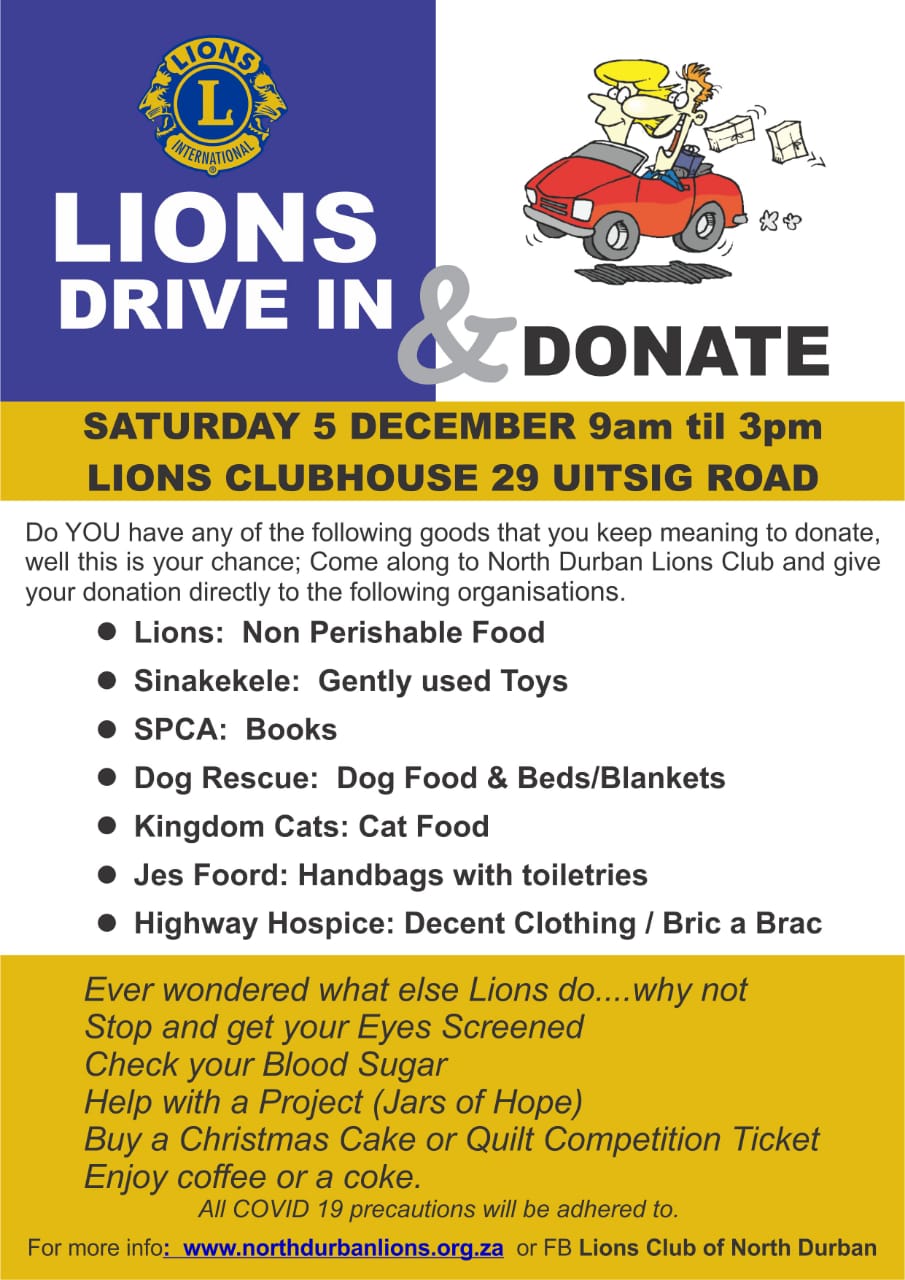 LIONS
L
INTERNATIONAL
®
LIONS
DRIVE IN
&
DONATE
SATURDAY 5 DECEMBER 9am til 3pm
LIONS CLUBHOUSE 29 UITSIG ROAD
Do YOU have any of the following goods that you keep meaning to donate,
well this is your chance; Come along to North Durban Lions Club and give
your donation directly to the following organisations.
● Lions:  Non Perishable Food
● Sinakekele:  Gently used Toys
● SPCA:  Books
● Dog Rescue:  Dog Food & Beds/Blankets
● Kingdom Cats: Cat Food
● Jes Foord: Handbags with toiletries
● Highway Hospice: Decent Clothing / Bric a Brac
Ever wondered what else Lions do....why not
Stop and get your Eyes Screened
Check your Blood Sugar
Help with a Project (Jars of Hope)
Buy a Christmas Cake or Quilt Competition Ticket
Enjoy coffee or a coke.
All COVID 19 precautions will be adhered to.
For more info:  www.northdurbanlions.org.za  or FB Lions Club of North Durban